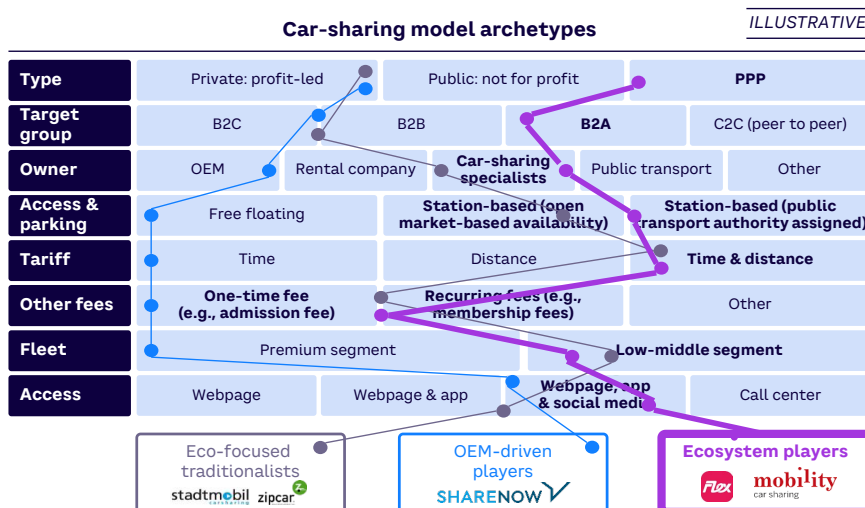 Car-sharing model archetypes
ILLUSTRATIVE
Type
Private: profit-led
Public: not for profit
PPP
Target
group
B2C
B2B
B2A
C2C (peer to peer)
Owner
OEM
Rental company
Car-sharing
specialists
Public transport
Other
Access &
parking
Free floating
Station-based (open
market-based availability)
Station-based (public
transport authority assigned)
Tariff
Time
Distance
Time & distance
Other fees
One-time fee
(e.g., admission fee)
Recurring fees (e.g.,
membership fees)
Other
Fleet
Premium segment
Low-middle segment
Access
Webpage
Webpage & app
Webpage, app
& social media
Call center
Eco-focused
traditionalists
stadtmobil
carsharing
zipcar
OEM-driven
players
SHARE NOW
Ecosystem players
Flex
mobility
car sharing